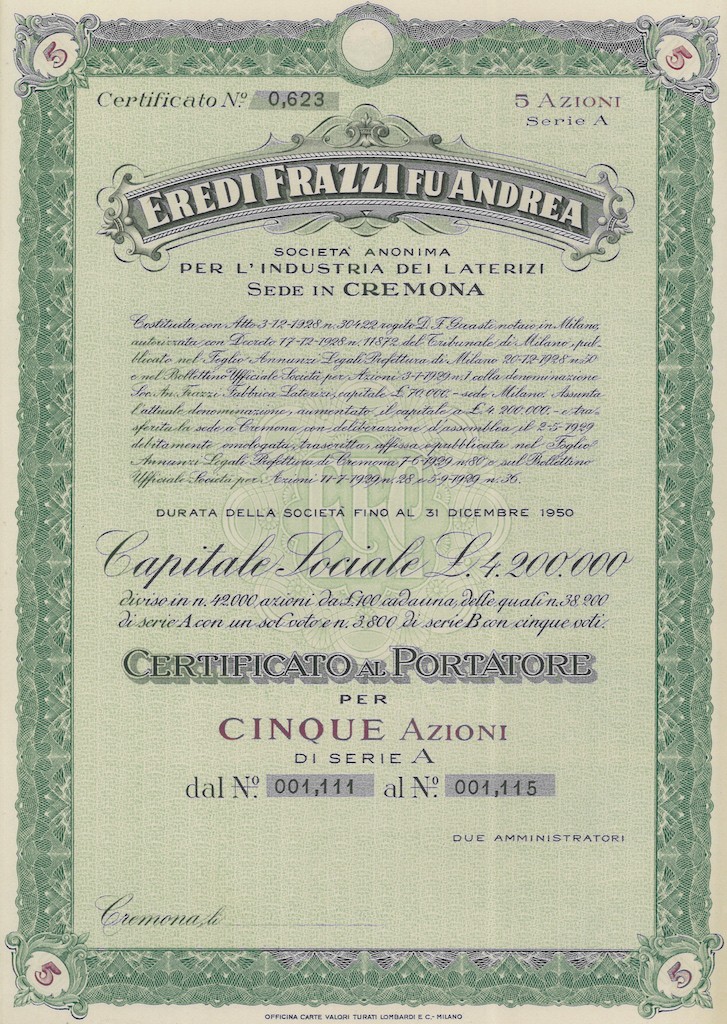 5
5
Certificato N.º 0,623
5 AZIONI
Serie A
EREDI FRAZZI FU ANDREA
SOCIETÀ ANONIMA
PER L'INDUSTRIA DEI LATERIZI
SEDE IN CREMONA
Costituita con Atto 3-12-1928 n. 30422 rogito D. F. Guasti notaio in Milano,
autorizzata con Decreto 17-12-1928 n. 11872 del Tribunale di Milano, pub-
blicato nel Foglio Annunzi Legali Prefettura di Milano 20-12-1928 n. 50
e nel Bollettino Ufficiale Società per Azioni 3-1-1929 n. 1 colla denominazione
Soc. An. Frazzi Fabbrica Laterizi, capitale L. 70.000.- sede Milano. Assunta
l'attuale denominazione, aumentato il capitale a L. 4.200.000.- e tra-
sferita la sede a Cremona con deliberazione d'assemblea il 2-5-1929
debitamente omologata, trascritta, affissa e pubblicata nel Foglio
Annunzi Legali Prefettura di Cremona 7-6-1929 n. 80 e sul Bollettino
Ufficiale Società per Azioni 11-7-1929 n. 28 e 5-9-1929 n. 36.
DURATA DELLA SOCIETÀ FINO AL 31 DICEMBRE 1950
Capitale Sociale L. 4.200.000
diviso in n. 42.000 azioni da L. 100 cadauna, delle quali n. 38.200
di serie A con un sol voto e n. 3.800 di serie B con cinque voti.
CERTIFICATO AL PORTATORE
PER
CINQUE AZIONI
DI SERIE A
dal N.º 001,111 al N.º 001,115
DUE AMMINISTRATORI
Cremona, li
5
5
OFFICINA CARTE VALORI TURATI LOMBARDI E C. - MILANO